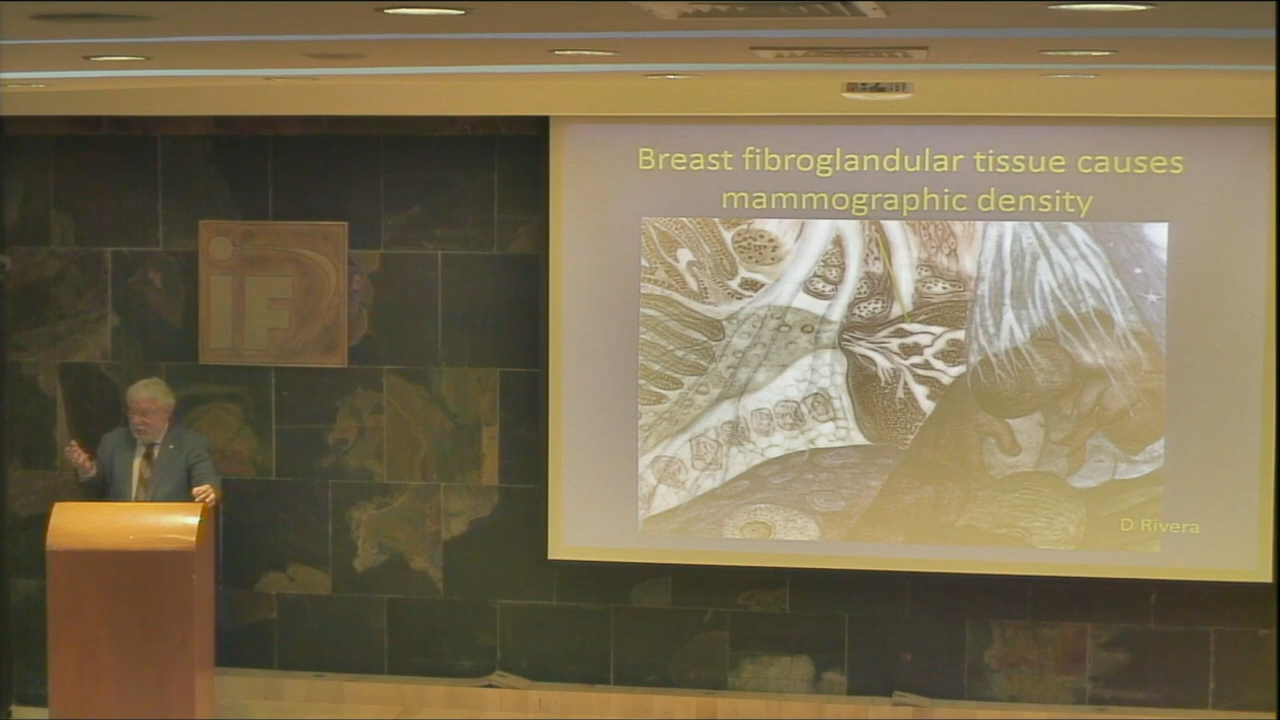 Breast fibroglandular tissue causes
mammographic density
iF
D Rivera